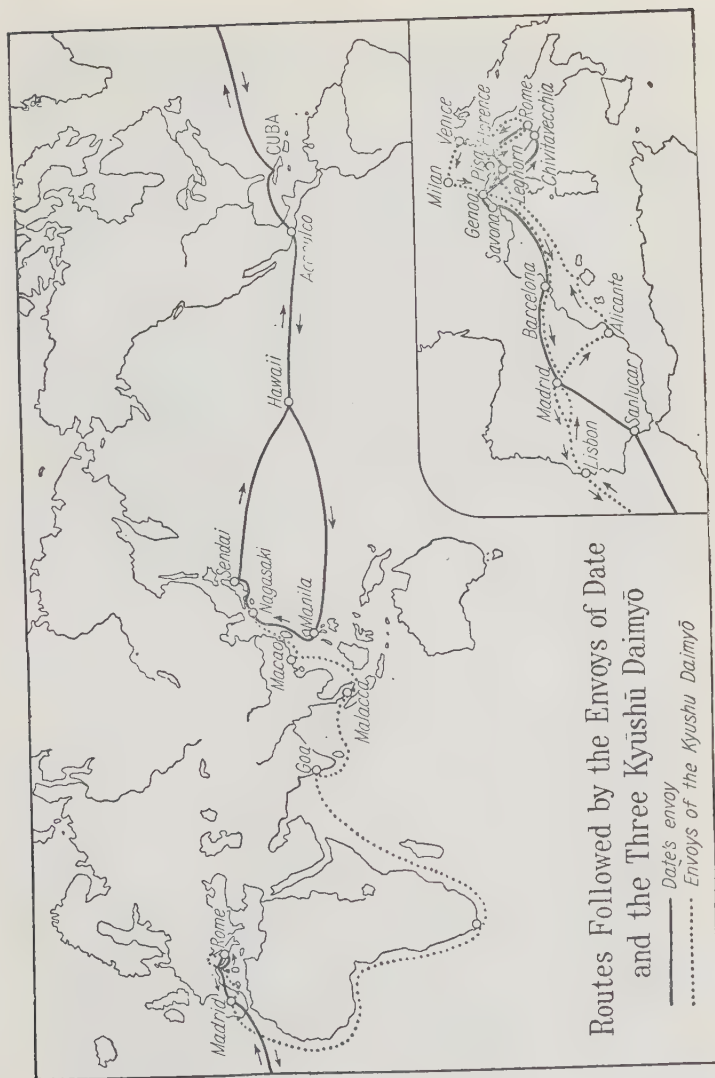 Madrid
Rome
Goa
Malacca
Macao
Manila
Nagasaki
Sendai
Hawaii
CUBA
Lisbon
Sanlucar
Madrid
Alicante
Barcelona
Savona
Genoa
Milan
Venice
Florence
Leghorn
Rome
Chivitavecchia
Routes Followed by the Envoys of Date
and the Three Kyūshū Daimyō
Date's envoy
Envoys of the Kyushu Daimyō